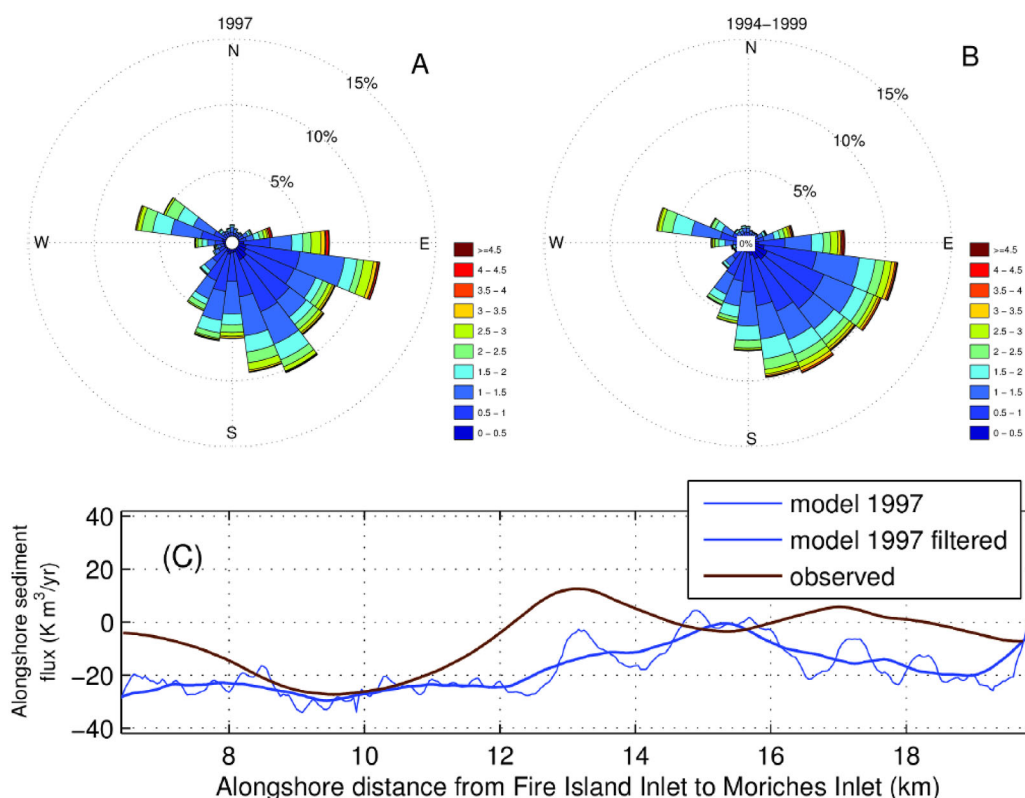 1997
N
A
15%
10%
5%
W
E
S
>=4.5
4 - 4.5
3.5 - 4
3 - 3.5
2.5 - 3
2 - 2.5
1.5 - 2
1 - 1.5
0.5 - 1
0 - 0.5
1994-1999
N
B
15%
10%
5%
W
0%
E
S
>=4.5
4 - 4.5
3.5 - 4
3 - 3.5
2.5 - 3
2 - 2.5
1.5 - 2
1 - 1.5
0.5 - 1
0 - 0.5
model 1997
model 1997 filtered
observed
(C)
Alongshore sediment
flux (K m³/yr)
40
20
0
-20
-40
8 10 12 14 16 18
Alongshore distance from Fire Island Inlet to Moriches Inlet (km)